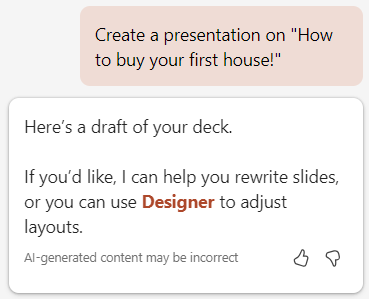 Create a presentation on "How
to buy your first house!"
Here's a draft of your deck.
If you'd like, I can help you rewrite slides,
or you can use Designer to adjust
layouts.
AI-generated content may be incorrect